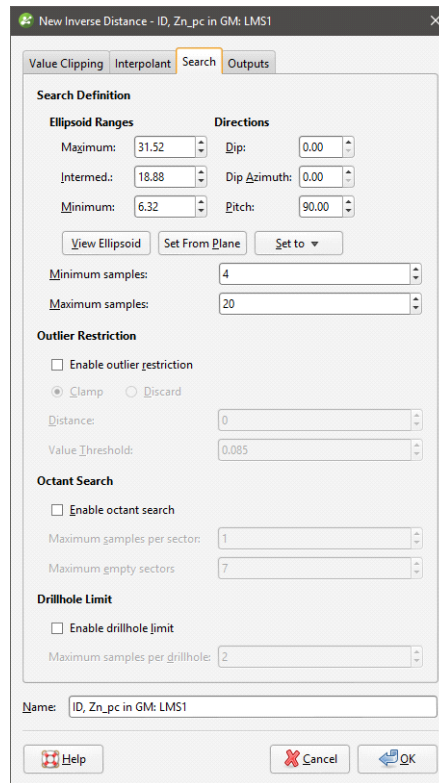 New Inverse Distance - ID, Zn_pc in GM: LMS1
Value Clipping Interpolant Search Outputs
Search Definition
Ellipsoid Ranges Directions
Maximum: 31.52 Dip: 0.00
Intermed.: 18.88 Dip Azimuth: 0.00
Minimum: 6.32 Pitch: 90.00
View Ellipsoid Set From Plane Set to
Minimum samples: 4
Maximum samples: 20
Outlier Restriction
Enable outlier restriction
Clamp Discard
Distance: 0
Value Threshold: 0.085
Octant Search
Enable octant search
Maximum samples per sector: 1
Maximum empty sectors 7
Drillhole Limit
Enable drillhole limit
Maximum samples per drillhole: 2
Name: ID, Zn_pc in GM: LMS1
Help Cancel OK